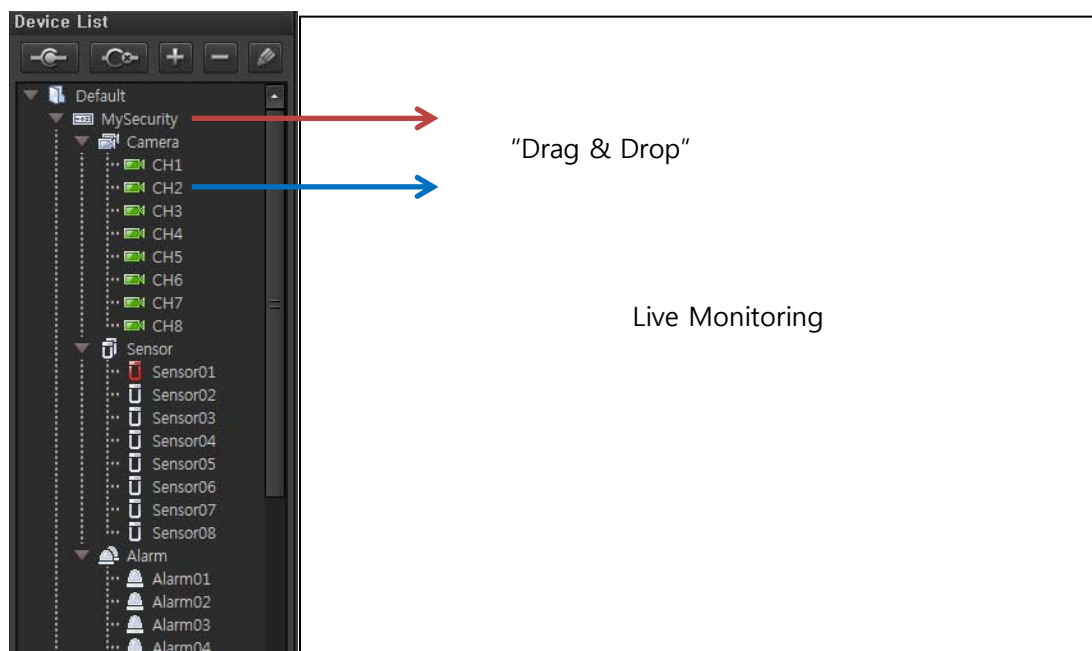 Device List
Default
MySecurity
Camera
CH1
"Drag & Drop"
CH2
CH3
CH4
CH5
CH6
CH7
Live Monitoring
CH8
Sensor
Sensor01
Sensor02
Sensor03
Sensor04
Sensor05
Sensor06
Sensor07
Sensor08
Alarm
Alarm01
Alarm02
Alarm03
Alarm04